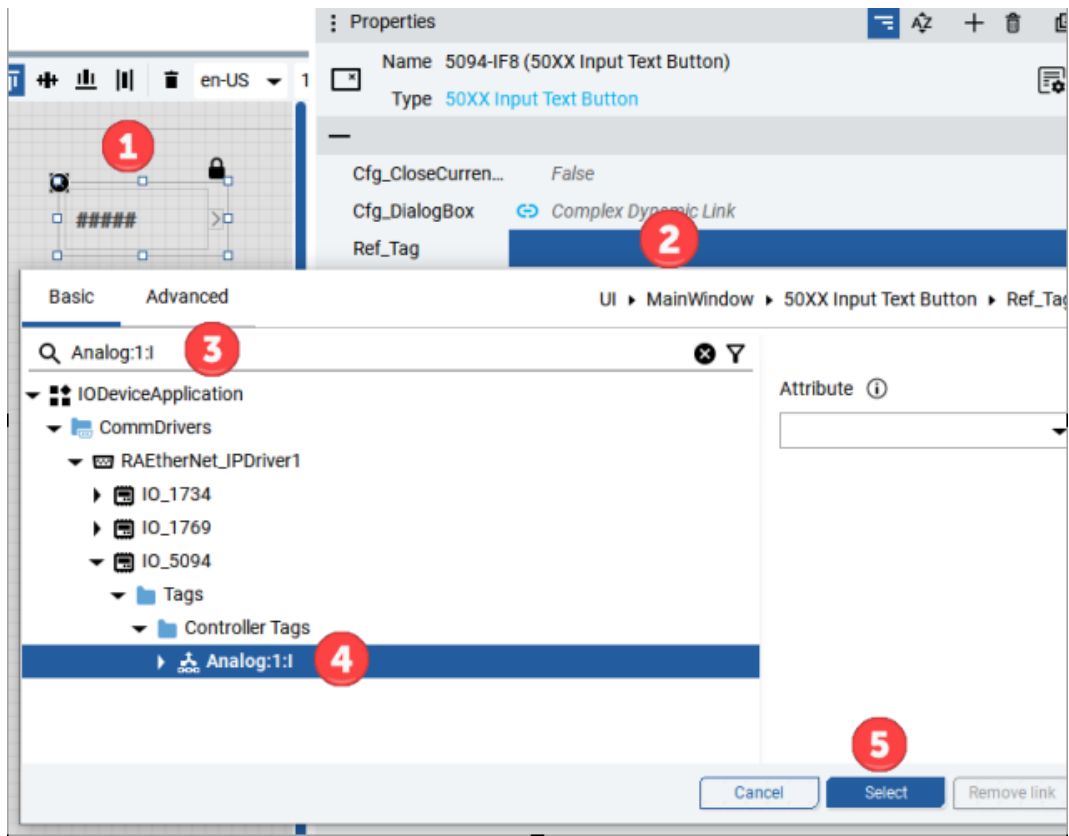 Properties
Name 5094-IF8 (50XX Input Text Button)
Type 50XX Input Text Button
en-US
1
1
#####
Cfg_CloseCurren... False
Cfg_DialogBox Complex Dynamic Link
Ref_Tag
2
Basic Advanced
UI MainWindow 50XX Input Text Button Ref_Tag
Analog:1:I
3
IODeviceApplication
CommDrivers
RAEtherNet_IPDriver1
IO_1734
IO_1769
IO_5094
Tags
Controller Tags
Analog:1:I
4
Attribute
5
Cancel Select Remove link